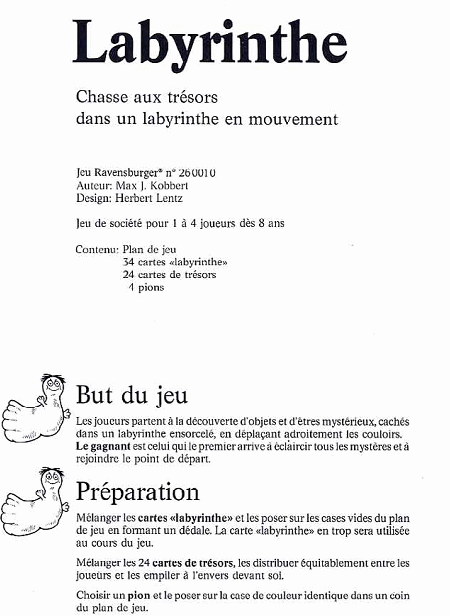 Labyrinthe
Chasse aux trésors
dans un labyrinthe en mouvement
Jeu Ravensburger® n° 260010
Auteur: Max J. Kobbert
Design: Herbert Lentz
Jeu de société pour 1 à 4 joueurs dès 8 ans
Contenu: Plan de jeu
34 cartes «labyrinthe»
24 cartes de trésors
4 pions
But du jeu
Les joueurs partent à la découverte d'objets et d'êtres mystérieux, cachés
dans un labyrinthe ensorcelé, en déplaçant adroitement les couloirs.
Le gagnant est celui qui le premier arrive à éclaircir tous les mystères et à
rejoindre le point de départ.
Préparation
Mélanger les cartes «labyrinthe» et les poser sur les cases vides du plan
de jeu en formant un dédale. La carte «labyrinthe» en trop sera utilisée
au cours du jeu.
Mélanger les 24 cartes de trésors, les distribuer équitablement entre les
joueurs et les empiler à l'envers devant soi.
Choisir un pion et le poser sur la case de couleur identique dans un coin
du plan de jeu.